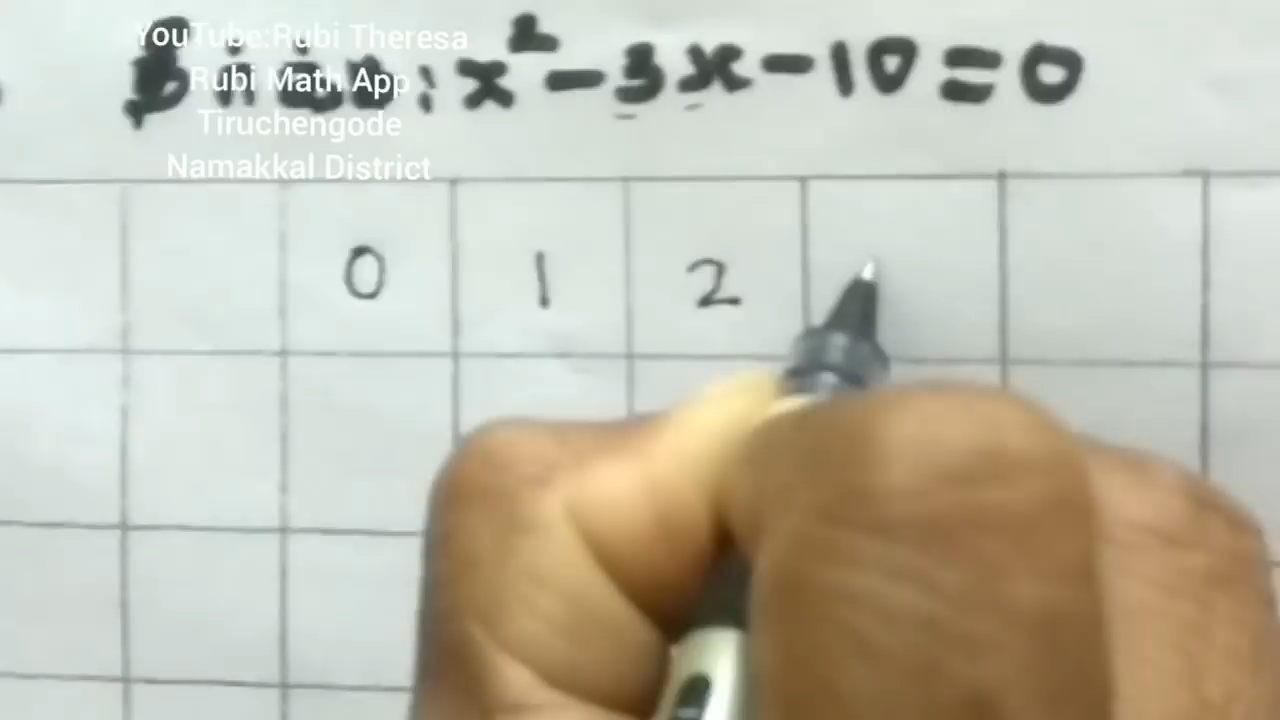 YouTube:Rubi Theresa
Rubi Math App
Tiruchengode
Namakkal District
x²-3x-10=0
0 1 2